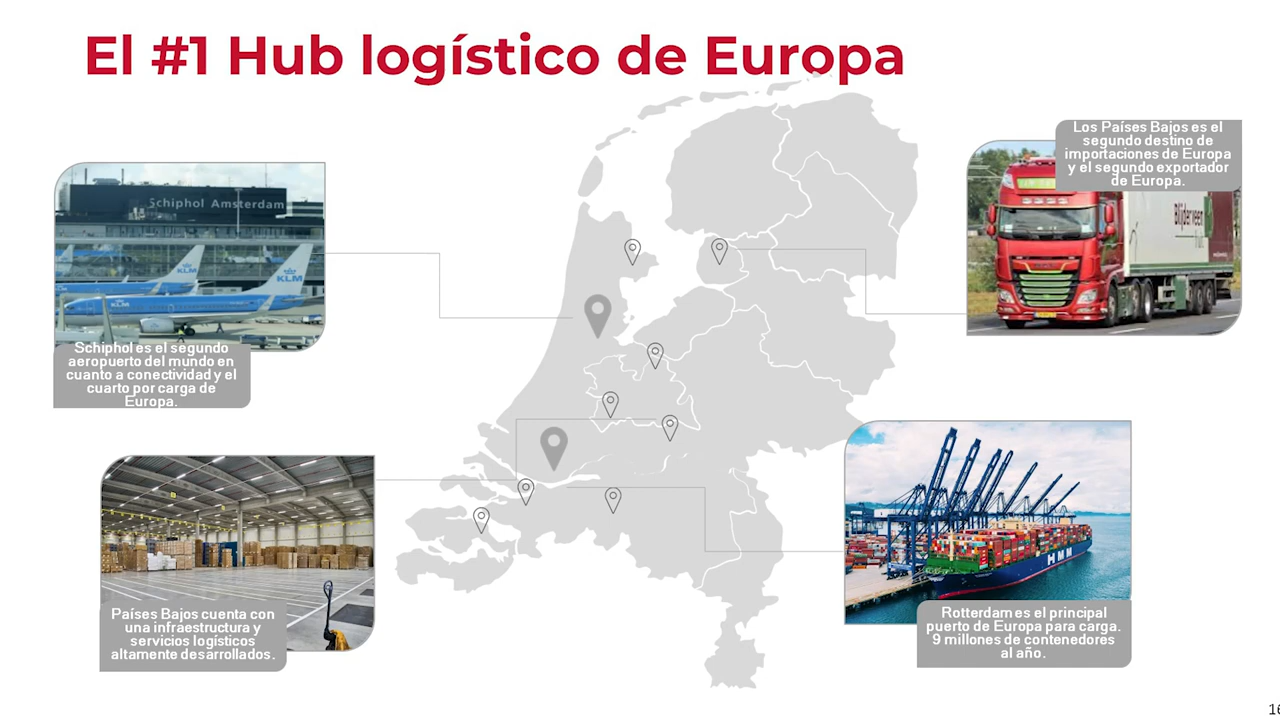 El #1 Hub logístico de Europa
Schiphol Amsterdam
KLM
KLM
KLM
Schiphol es el segundo
aeropuerto del mundo en
cuanto a conectividad y el
cuarto por carga de
Europa.
Los Países Bajos es el
segundo destino de
importaciones de Europa
y el segundo exportador
de Europa.
Países Bajos cuenta con
una infraestructura y
servicios logísticos
altamente desarrollados.
HMM
Rotterdam es el principal
puerto de Europa para carga.
9 millones de contenedores
al año.